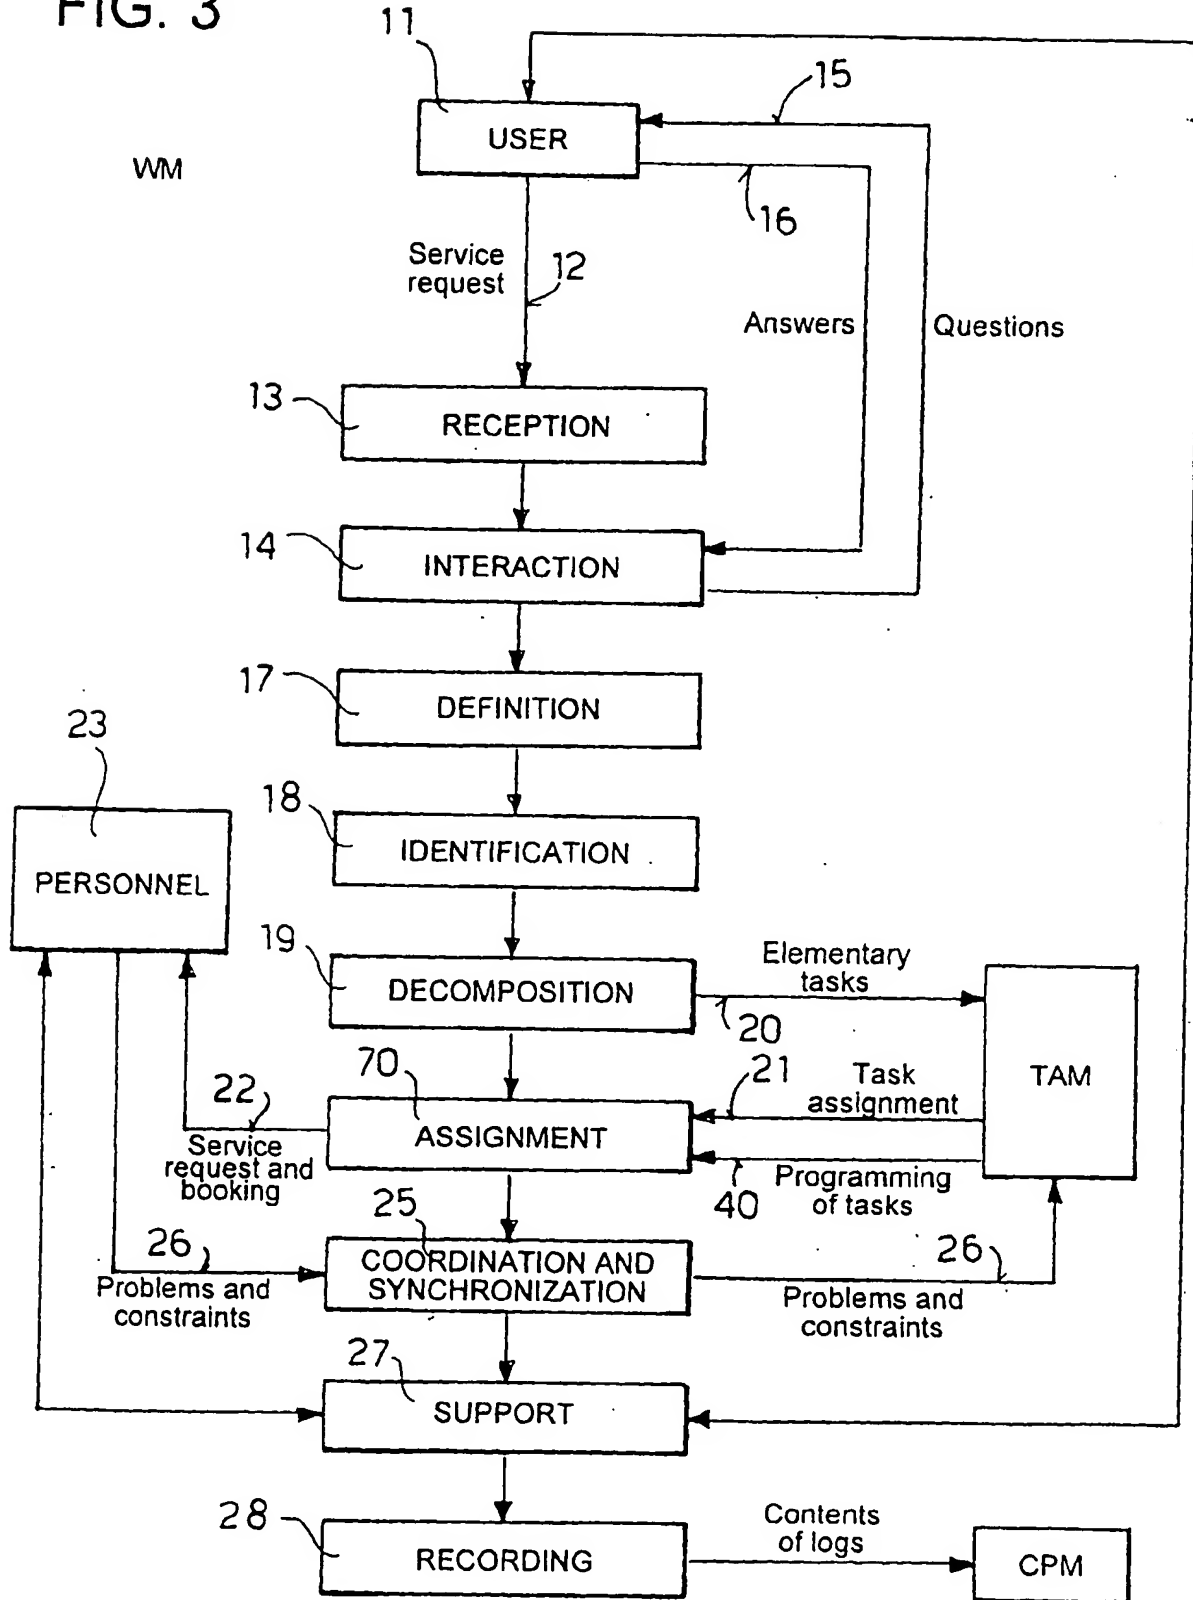 FIG. 3
11
15
USER
WM
16
Service
request
12
Answers
Questions
13
RECEPTION
14
INTERACTION
17
DEFINITION
23
18
IDENTIFICATION
PERSONNEL
19
DECOMPOSITION
Elementary
tasks
20
TAM
70
21
Task
assignment
22
ASSIGNMENT
Service
request and
booking
40
Programming
of tasks
25
26
COORDINATION AND
SYNCHRONIZATION
26
Problems and
constraints
Problems and
constraints
27
SUPPORT
28
RECORDING
Contents
of logs
CPM